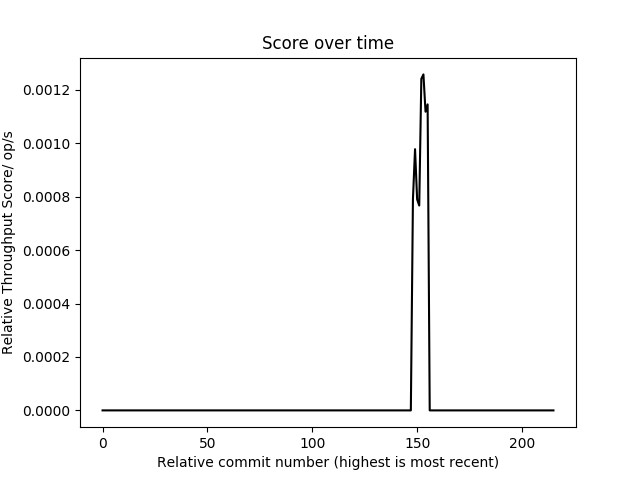 Score over time
Relative Throughput Score/ op/s
0.0012
0.0010
0.0008
0.0006
0.0004
0.0002
0.0000
0 50 100 150 200
Relative commit number (highest is most recent)